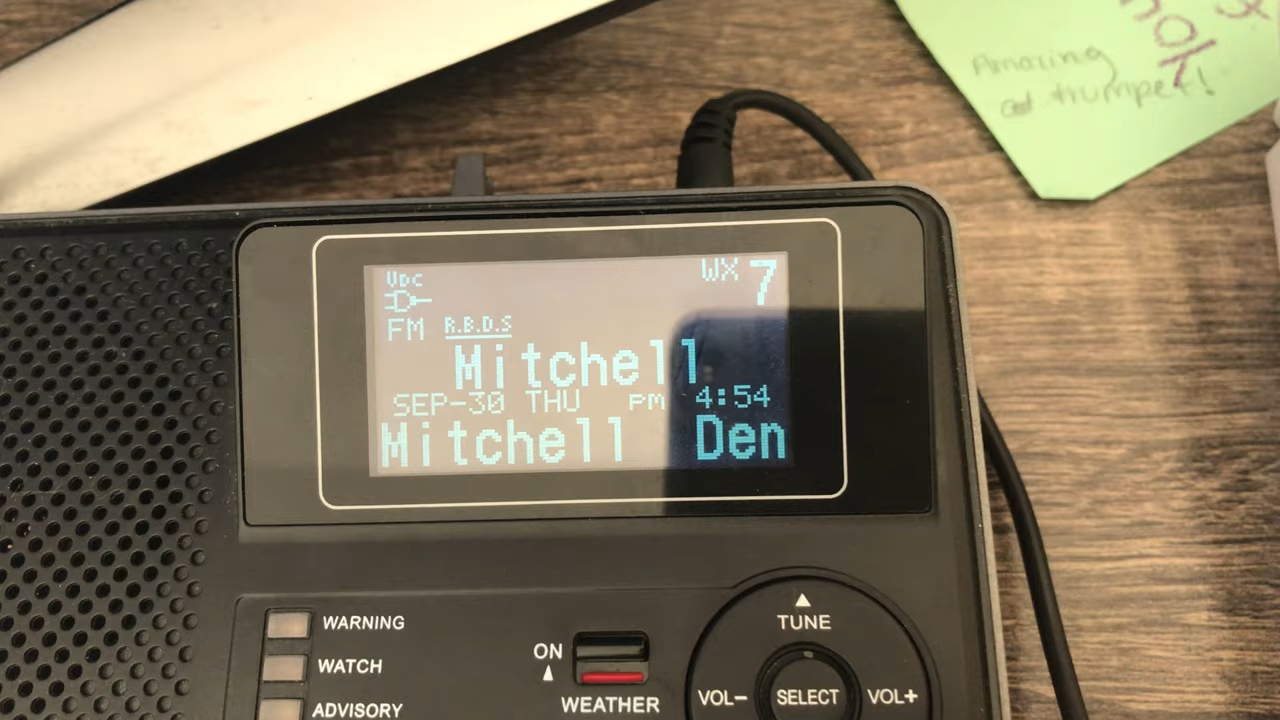 VDC
WX 7
FM R.B.D.S
Mitchell
SEP-30 THU PM 4:54
Mitchell Den
WARNING
WATCH
ADVISORY
ON
WEATHER
TUNE
VOL-
SELECT
VOL+
Amazing
at trumpet!